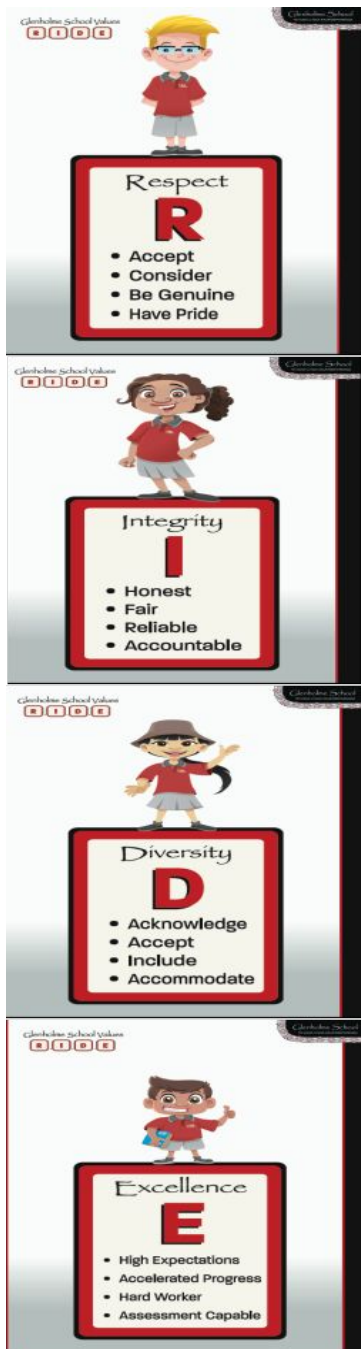 Glenholme School Values
R I D E
Glenholme School
Respect
R
• Accept
• Consider
• Be Genuine
• Have Pride
Glenholme School Values
R I D E
Glenholme School
Integrity
I
• Honest
• Fair
• Reliable
• Accountable
Glenholme School Values
R I D E
Glenholme School
Diversity
D
• Acknowledge
• Accept
• Include
• Accommodate
Glenholme School Values
R I D E
Glenholme School
Excellence
E
• High Expectations
• Accelerated Progress
• Hard Worker
• Assessment Capable